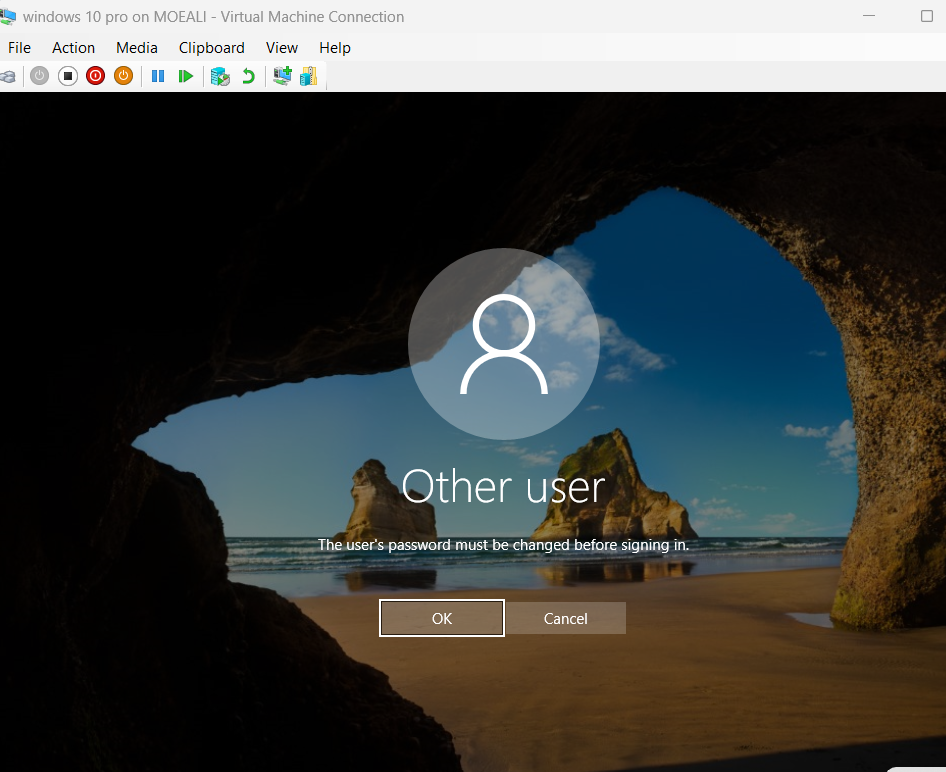 windows 10 pro on MOEALI - Virtual Machine Connection
File Action Media Clipboard View Help
Other user
The user's password must be changed before signing in.
OK Cancel